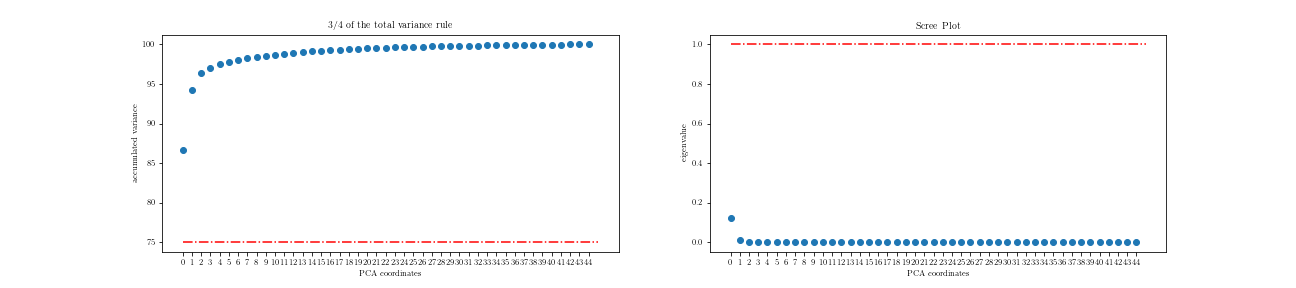 3/4 of the total variance rule
accumulated variance
100
95
90
85
80
75
0 1 2 3 4 5 6 7 8 9 10 11 12 13 14 15 16 17 18 19 20 21 22 23 24 25 26 27 28 29 30 31 32 33 34 35 36 37 38 39 40 41 42 43 44
PCA coordinates
Scree Plot
eigenvalue
1.0
0.8
0.6
0.4
0.2
0.0
0 1 2 3 4 5 6 7 8 9 10 11 12 13 14 15 16 17 18 19 20 21 22 23 24 25 26 27 28 29 30 31 32 33 34 35 36 37 38 39 40 41 42 43 44
PCA coordinates